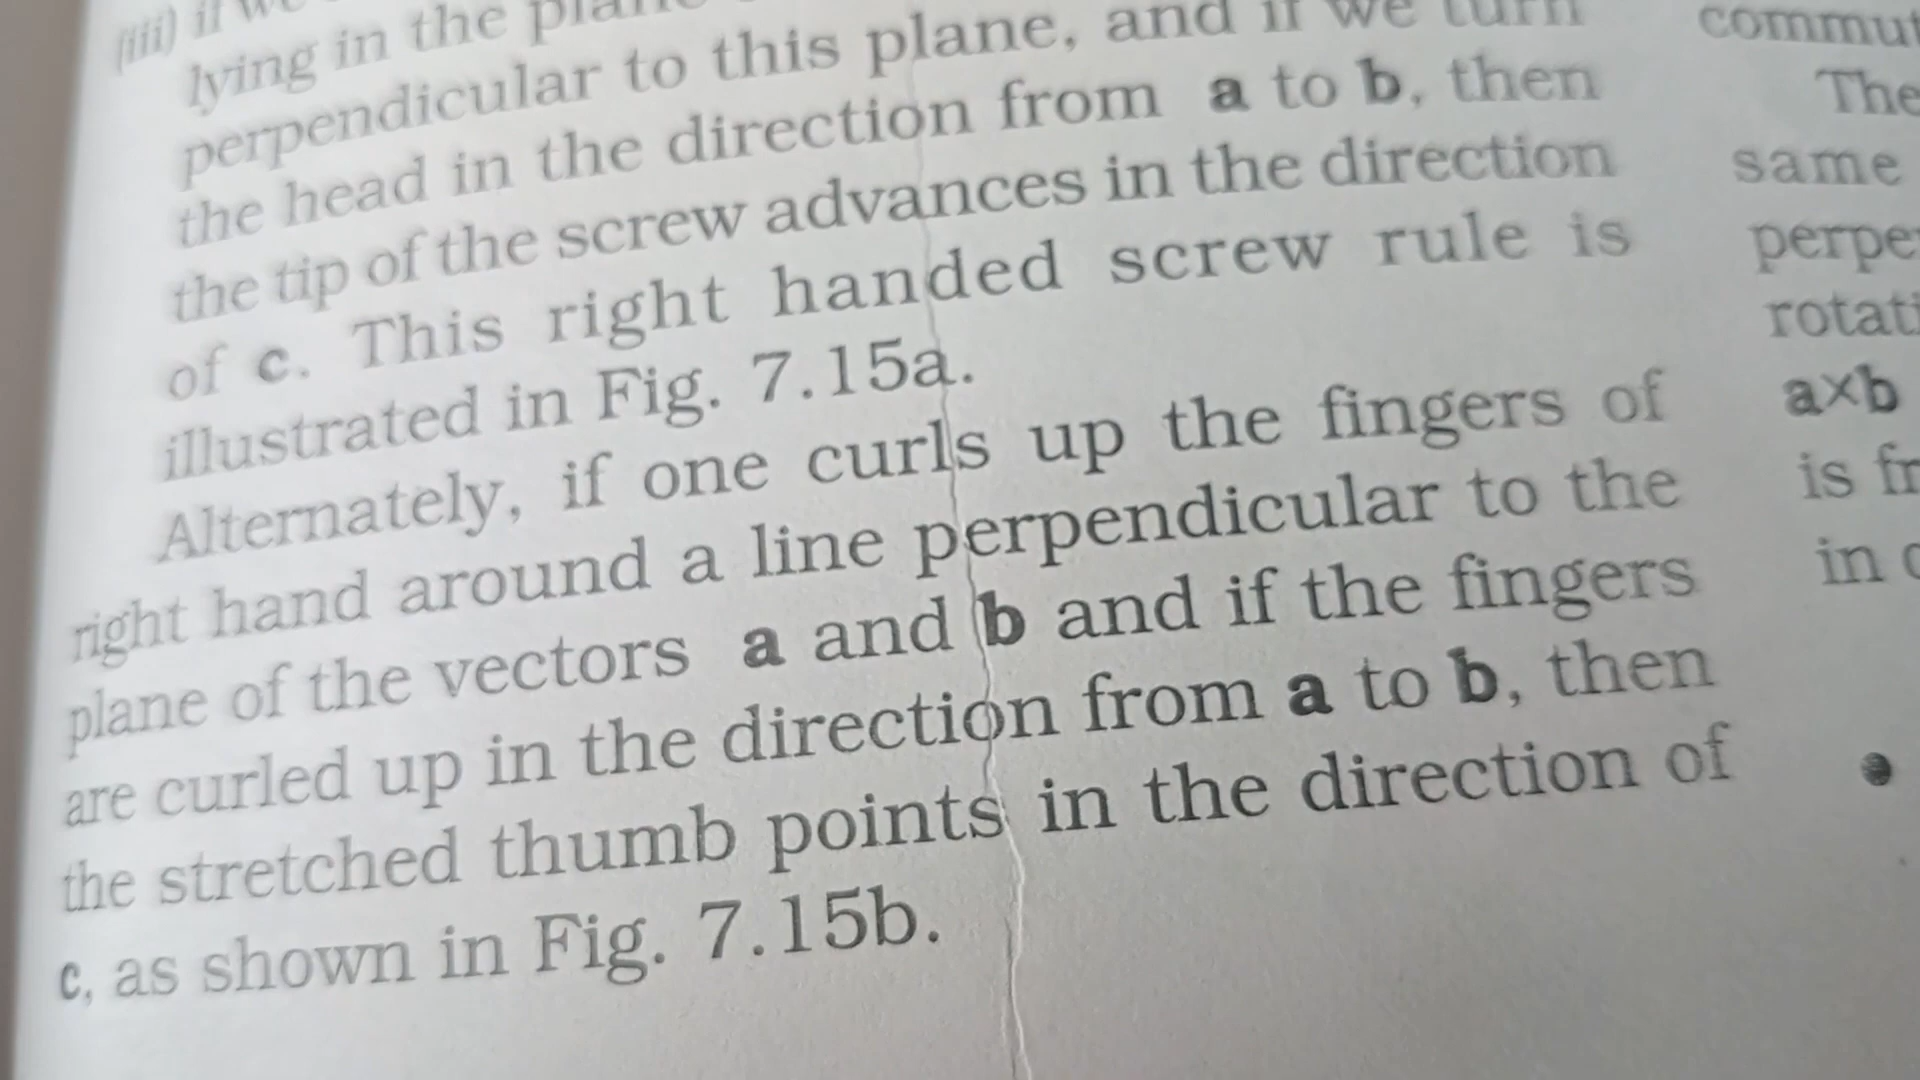 (iii) if we
lying in the plane
perpendicular to this plane, and if we turn
the head in the direction from a to b, then
the tip of the screw advances in the direction
of c. This right handed screw rule is
illustrated in Fig. 7.15a.
Alternately, if one curls up the fingers of
right hand around a line perpendicular to the
plane of the vectors a and b and if the fingers
are curled up in the direction from a to b, then
the stretched thumb points in the direction of
c, as shown in Fig. 7.15b.
The
same
a×b
is
in
•